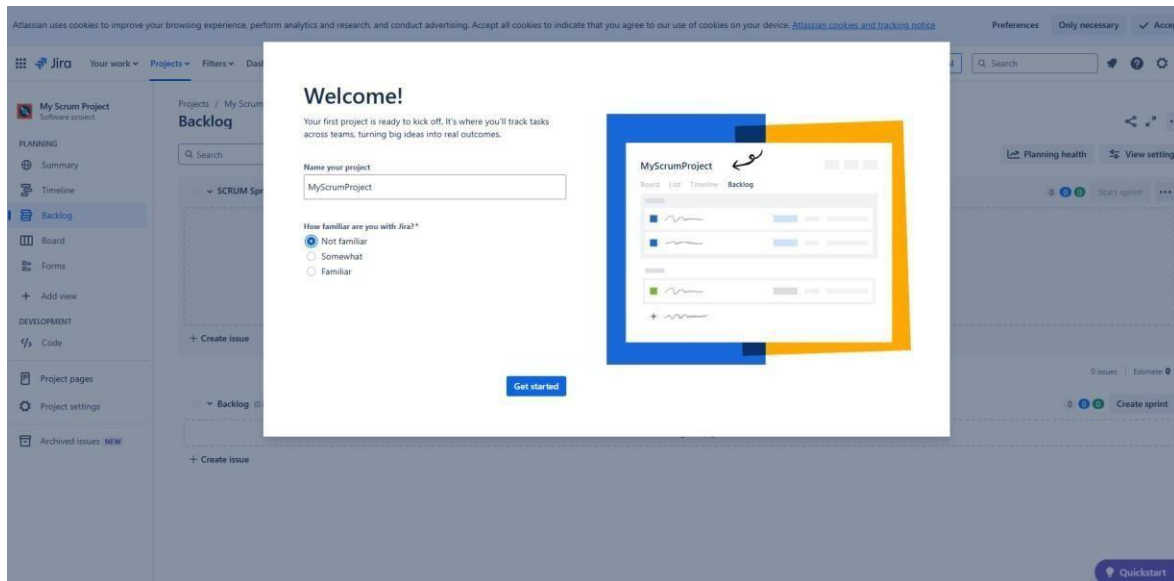 Atlassian uses cookies to improve your browsing experience, perform analytics and research, and conduct advertising. Accept all cookies to indicate that you agree to our use of cookies on your device. Atlassian cookies and tracking notice
Preferences
Only necessary
Jira
Your work
Projects
Filters
Search
My Scrum Project
Software project
PLANNING
Summary
Timeline
Backlog
Board
Forms
Add view
DEVELOPMENT
Code
Project pages
Project settings
Archived issues NEW
Projects / My Scrum
Backlog
Search
Planning health
SCRUM
0 0 0 Start sprint
+ Create issue
0 issues Estimate: 0
Backlog
0 0 0 Create sprint
+ Create issue
Quickstart
Welcome!
Your first project is ready to kick off. It's where you'll track tasks
across teams, turning big ideas into real outcomes.
Name your project
MyScrumProject
How familiar are you with Jira?*
Not familiar
Somewhat
Familiar
Get started
MyScrumProject
Board List Timeline Backlog